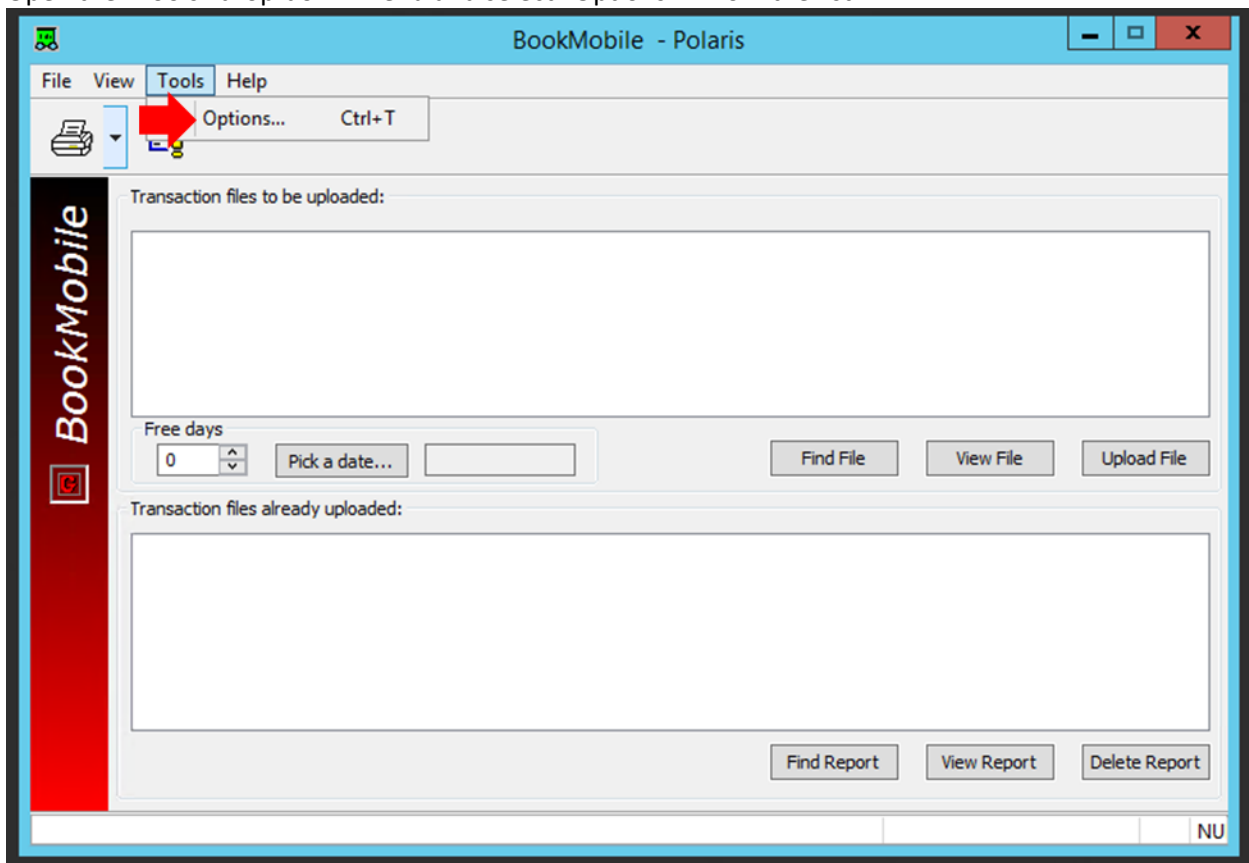 BookMobile - Polaris
File View Tools Help
Options... Ctrl+T
BookMobile
Transaction files to be uploaded:
Free days
0 Pick a date... Find File View File Upload File
Transaction files already uploaded:
Find Report View Report Delete Report
NU